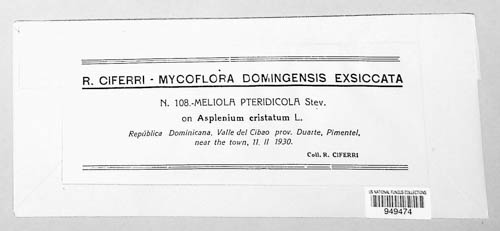 R. CIFERRI - MYCOFLORA DOMINGENSIS EXSICCATA
N. 108.-MELIOLA PTERIDICOLA Stev.
on Asplenium cristatum L.
República Dominicana, Valle del Cibao prov. Duarte, Pimentel,
near the town, 11. II 1930.
Coll. R. CIFERRI
US NATIONAL FUNGUS COLLECTIONS
949474